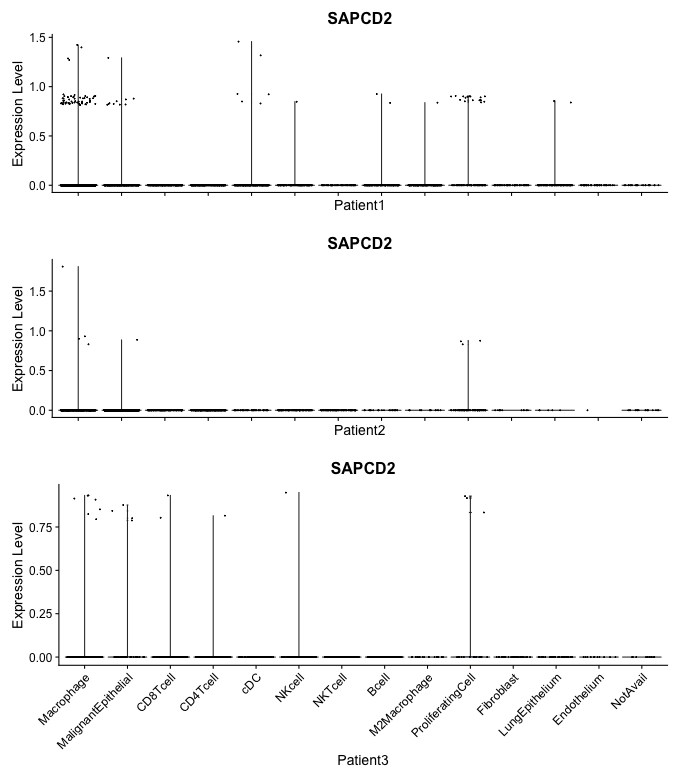 SAPCD2
Expression Level
1.5
1.0
0.5
0.0
Patient1
SAPCD2
Expression Level
1.5
1.0
0.5
0.0
Patient2
SAPCD2
Expression Level
0.75
0.50
0.25
0.00
Macrophage
MalignantEpithelial
CD8Tcell
CD4Tcell
cDC
NKcell
NKTcell
Bcell
M2Macrophage
ProliferatingCell
Fibroblast
LungEpithelium
Endothelium
NotAvail
Patient3